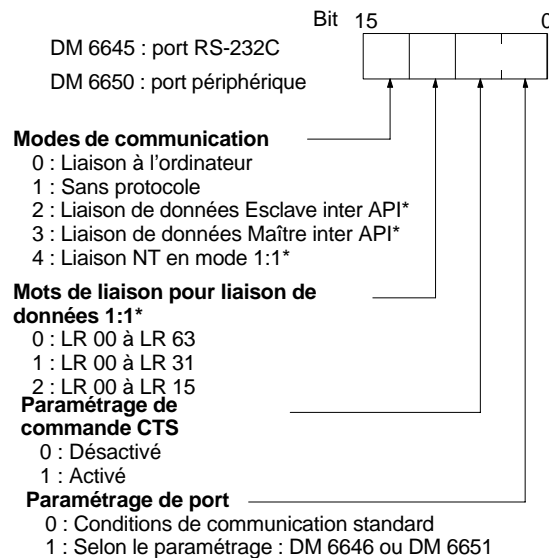 Bit 15 0
DM 6645 : port RS-232C
DM 6650 : port périphérique
Modes de communication
0 : Liaison à l'ordinateur
1 : Sans protocole
2 : Liaison de données Esclave inter API*
3 : Liaison de données Maître inter API*
4 : Liaison NT en mode 1:1*
Mots de liaison pour liaison de
données 1:1*
0 : LR 00 à LR 63
1 : LR 00 à LR 31
2 : LR 00 à LR 15
Paramétrage de
commande CTS
0 : Désactivé
1 : Activé
Paramétrage de port
0 : Conditions de communication standard
1 : Selon le paramétrage : DM 6646 ou DM 6651